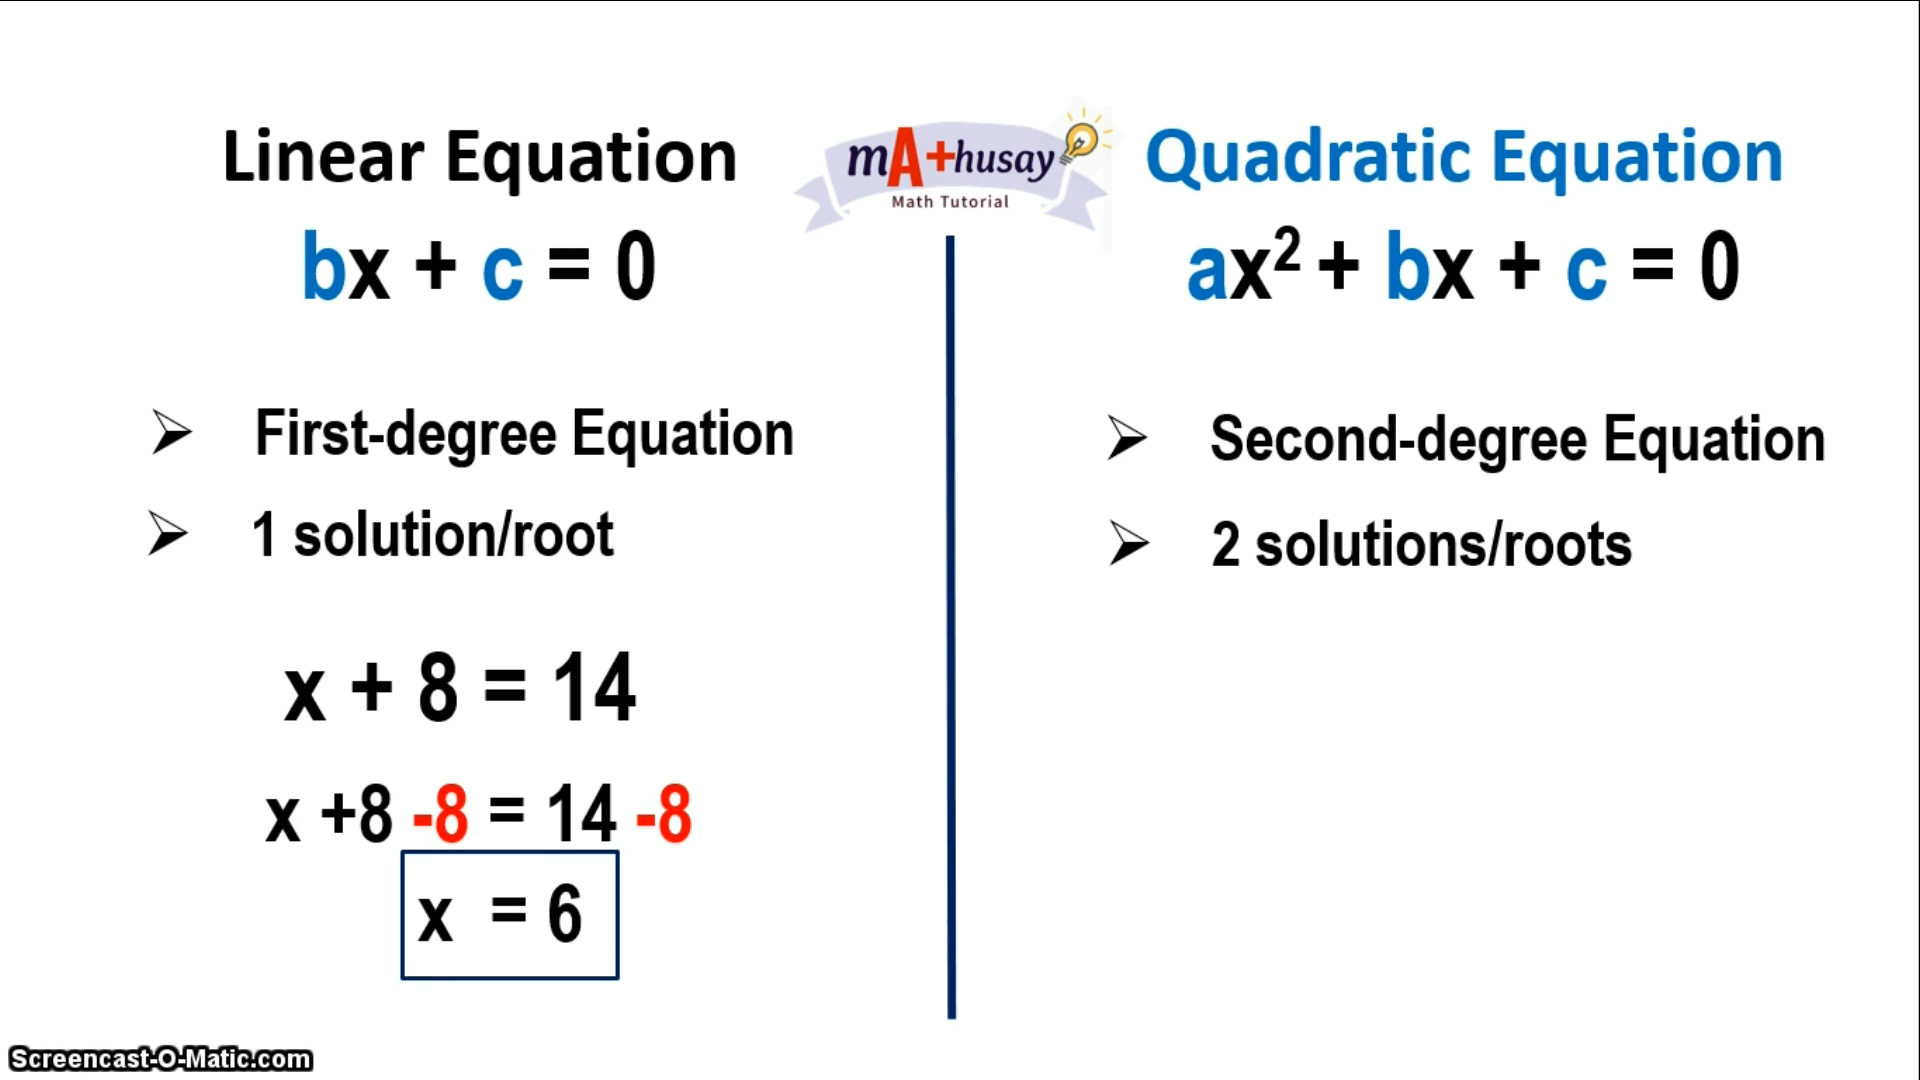 Linear Equation
bx + c = 0
➢ First-degree Equation
➢ 1 solution/root
x + 8 = 14
x +8 -8 = 14 -8
x = 6
mA+husay
Math Tutorial
Quadratic Equation
ax² + bx + c = 0
➢ Second-degree Equation
➢ 2 solutions/roots
Screencast-O-Matic.com